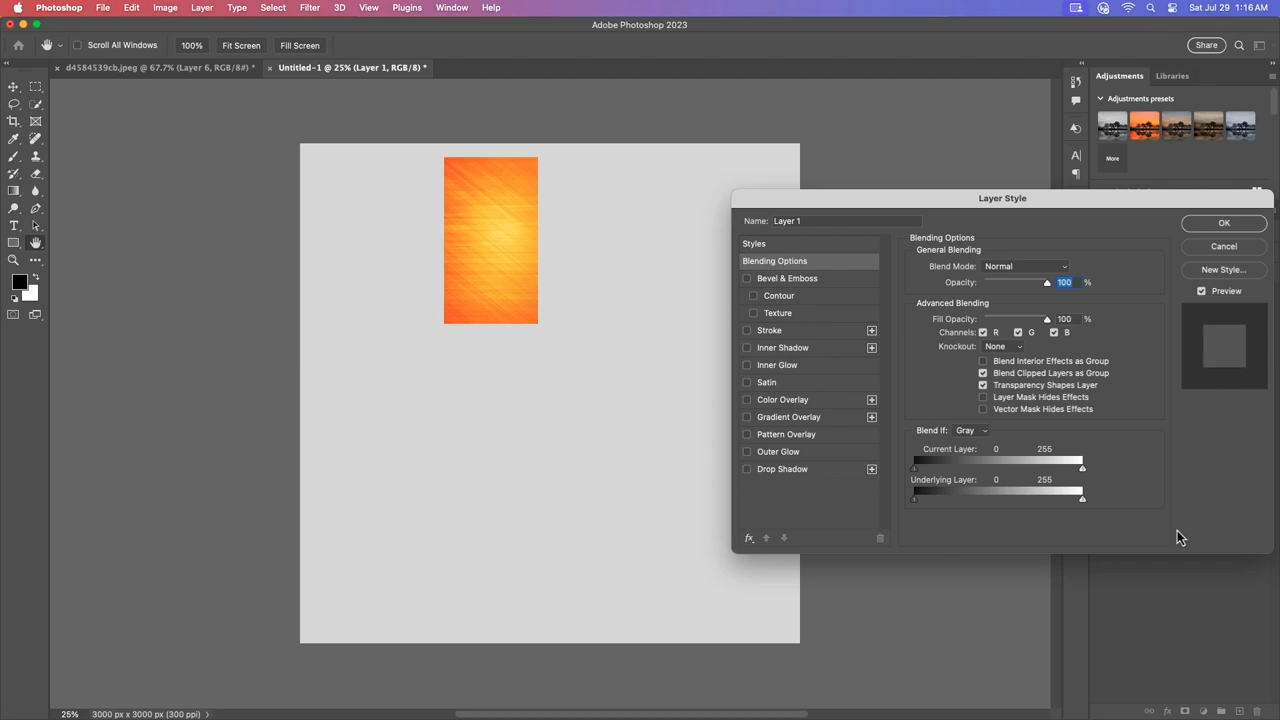 Photoshop File Edit Image Layer Type Select Filter 3D View Plugins Window Help Sat Jul 29 1:16 AM
Adobe Photoshop 2023
Scroll All Windows 100% Fit Screen Fill Screen Share
× d4584539cb.jpeg @ 67.7% (Layer 6, RGB/8#) * × Untitled-1 @ 25% (Layer 1, RGB/8) *
Adjustments Libraries
Adjustments presets
More
Layer Style
Name: Layer 1
OK
Cancel
New Style...
Preview
Styles
Blending Options
Bevel & Emboss
Contour
Texture
Stroke
Inner Shadow
Inner Glow
Satin
Color Overlay
Gradient Overlay
Pattern Overlay
Outer Glow
Drop Shadow
fx
Blending Options
General Blending
Blend Mode: Normal
Opacity: 100 %
Advanced Blending
Fill Opacity: 100 %
Channels: R G B
Knockout: None
Blend Interior Effects as Group
Blend Clipped Layers as Group
Transparency Shapes Layer
Layer Mask Hides Effects
Vector Mask Hides Effects
Blend If: Gray
Current Layer: 0 255
Underlying Layer: 0 255
25% 3000 px x 3000 px (300 ppi)
fx